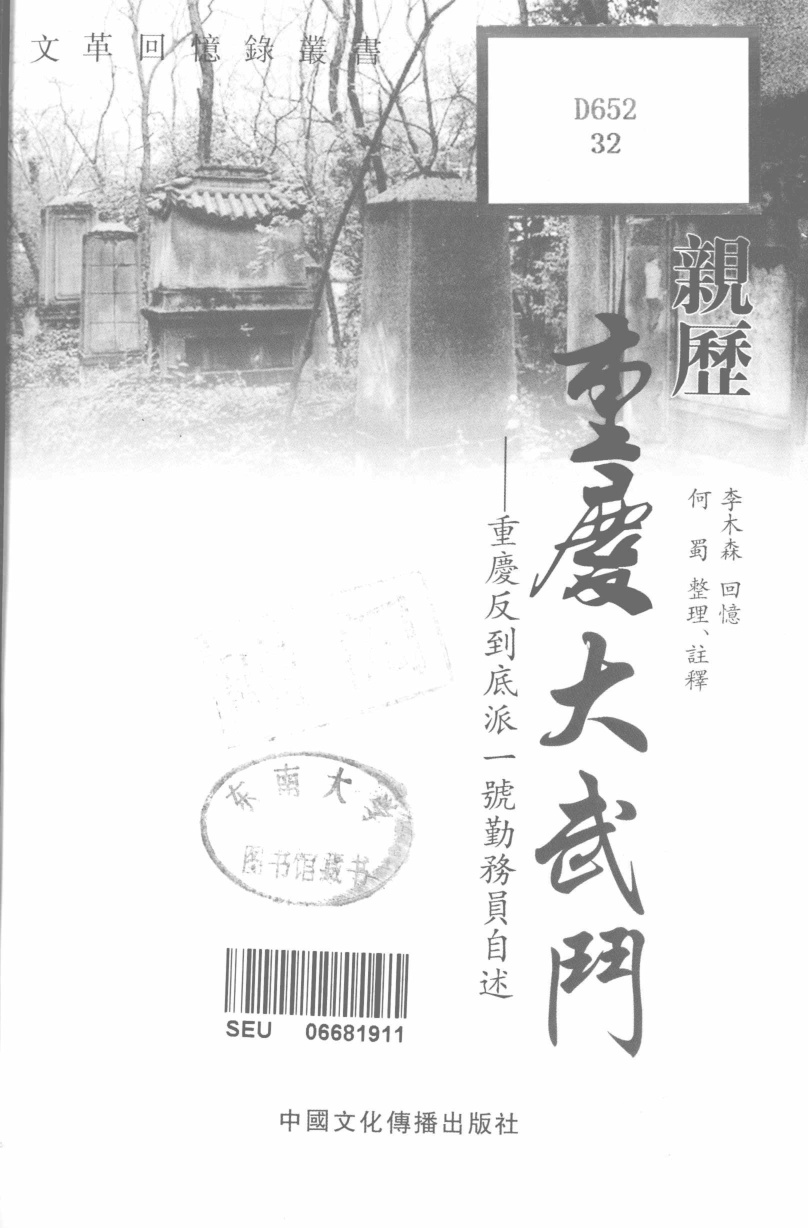 文革回憶錄叢書
D652
32
親歷
重慶大武鬥
——重慶反到底派一號勤務員自述
李木森 回憶
何蜀 整理、註釋
东南大学
图书馆藏书
SEU 06681911
中國文化傳播出版社